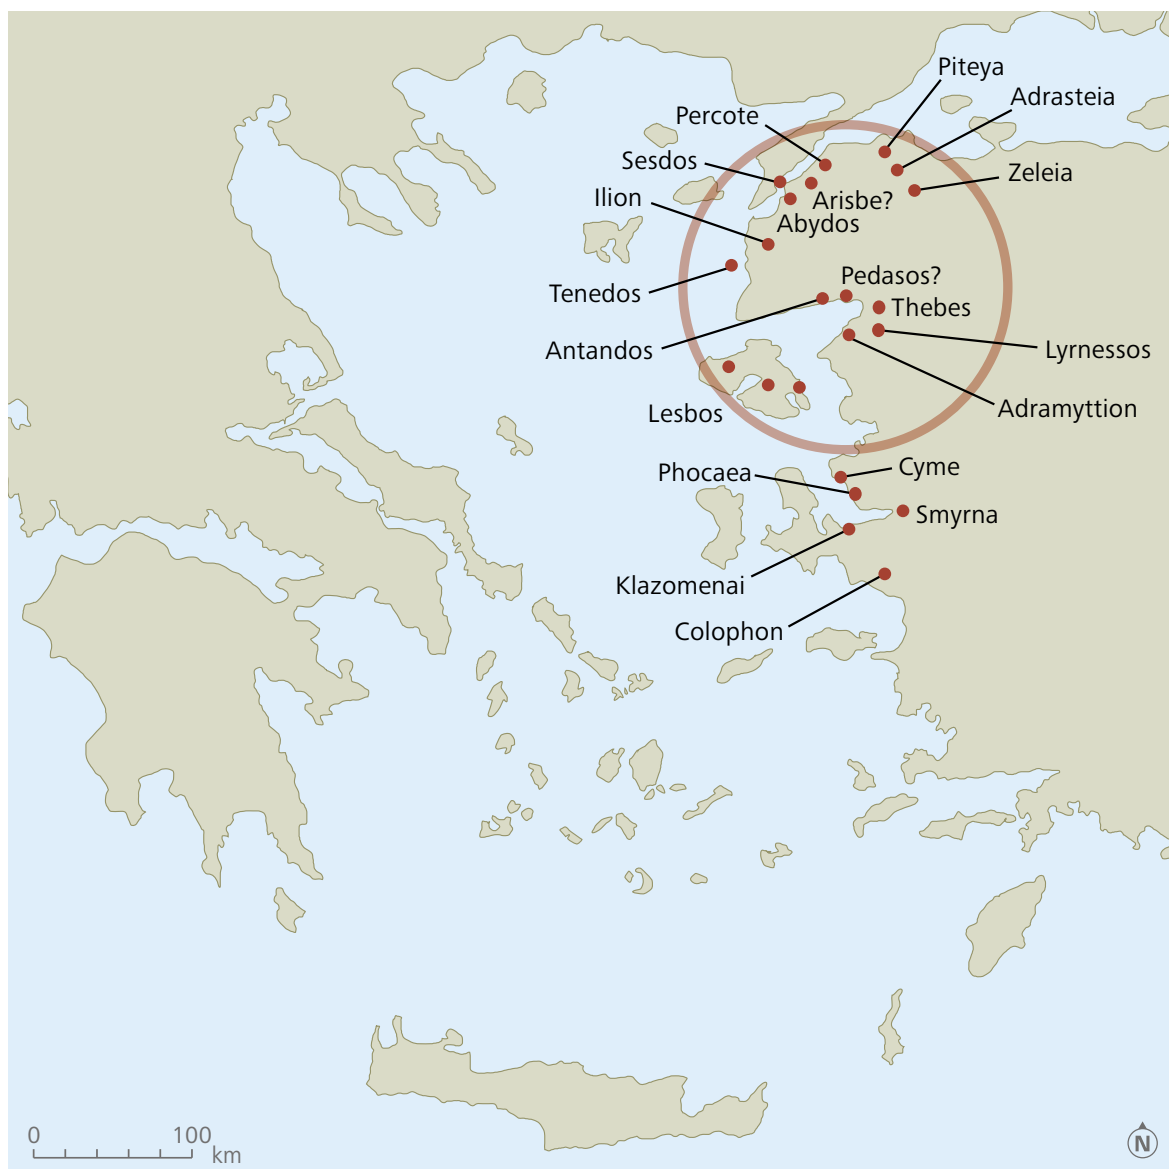 Piteya
Adrasteia
Percote
Sesdos
Zeleia
Ilion
Arisbe?
Abydos
Pedasos?
Tenedos
Thebes
Antandos
Lyrnessos
Adramyttion
Lesbos
Cyme
Phocaea
Smyrna
Klazomenai
Colophon
0 100
km
N